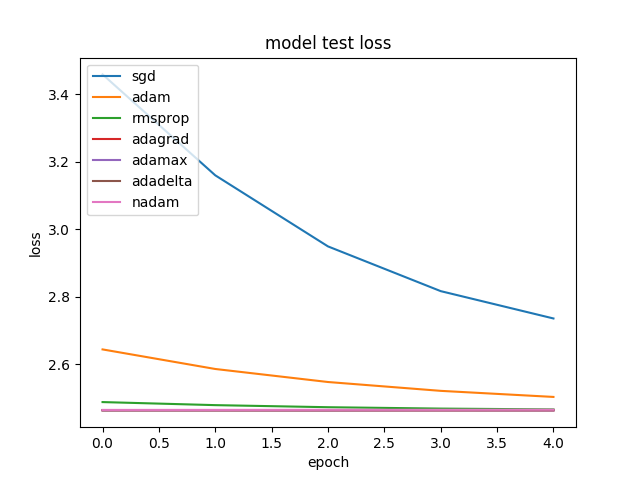 model test loss
sgd
adam
rmsprop
adagrad
adamax
adadelta
nadam
loss
3.4
3.2
3.0
2.8
2.6
0.0 0.5 1.0 1.5 2.0 2.5 3.0 3.5 4.0
epoch